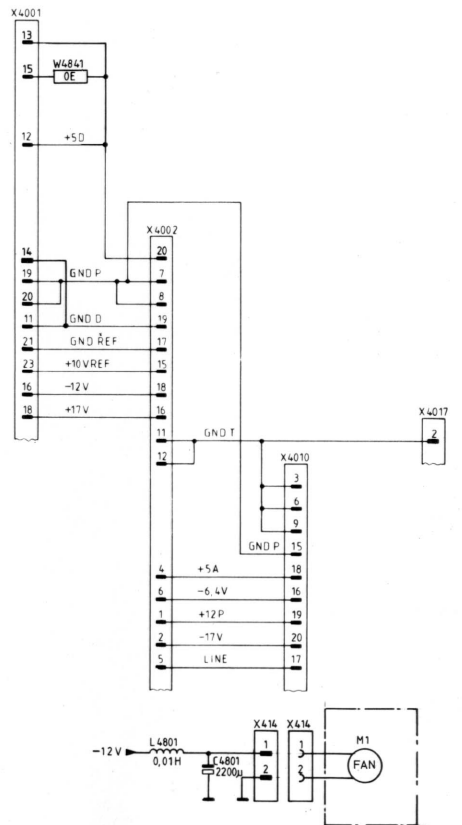 X4001
13
W4841
15
0E
12 +5D
X4002
14 20
19 GND P 7
20 8
11 GND D 19
21 GND REF 17
23 +10VREF 15
16 -12V 18
18 +17V 16
X4017
11 GND T 2
12
X4010
3
6
9
GND P 15
4 +5A 18
6 -6,4V 16
1 +12P 19
2 -17V 20
5 LINE 17
X414 X414
L4801 M1
-12V 1 1
0,01H C4801 FAN
2200µ 2 2